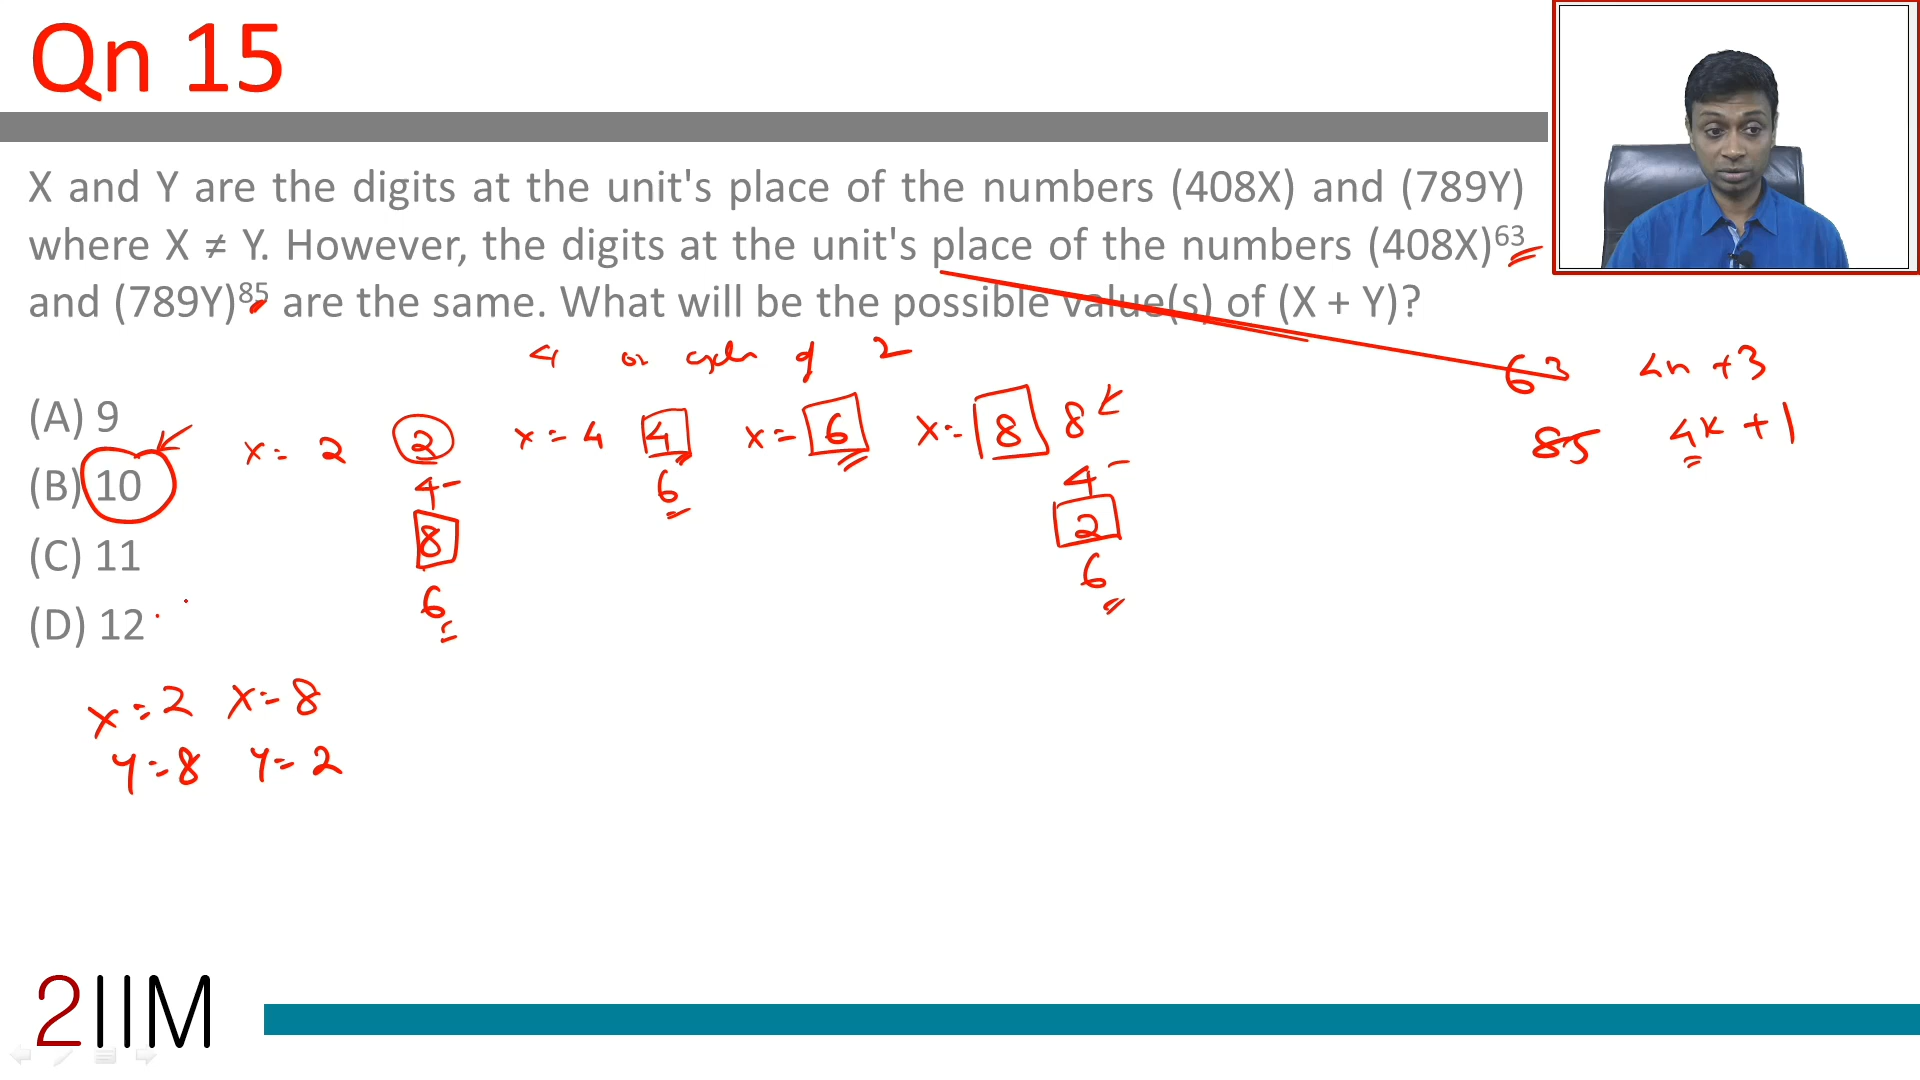 Qn 15
X and Y are the digits at the unit's place of the numbers (408X) and (789Y)
where X ≠ Y. However, the digits at the unit's place of the numbers (408X)⁶³
and (789Y)⁸⁵ are the same. What will be the possible value(s) of (X + Y)?
4 or cycles of 2
63 4n + 3
85 4k + 1
(A) 9
(B) 10
(C) 11
(D) 12
x = 2 2
4
8
6
x = 4 4
6
x = 6
x = 8 8
4
2
6
x = 2 x = 8
y = 8 y = 2
2IIM